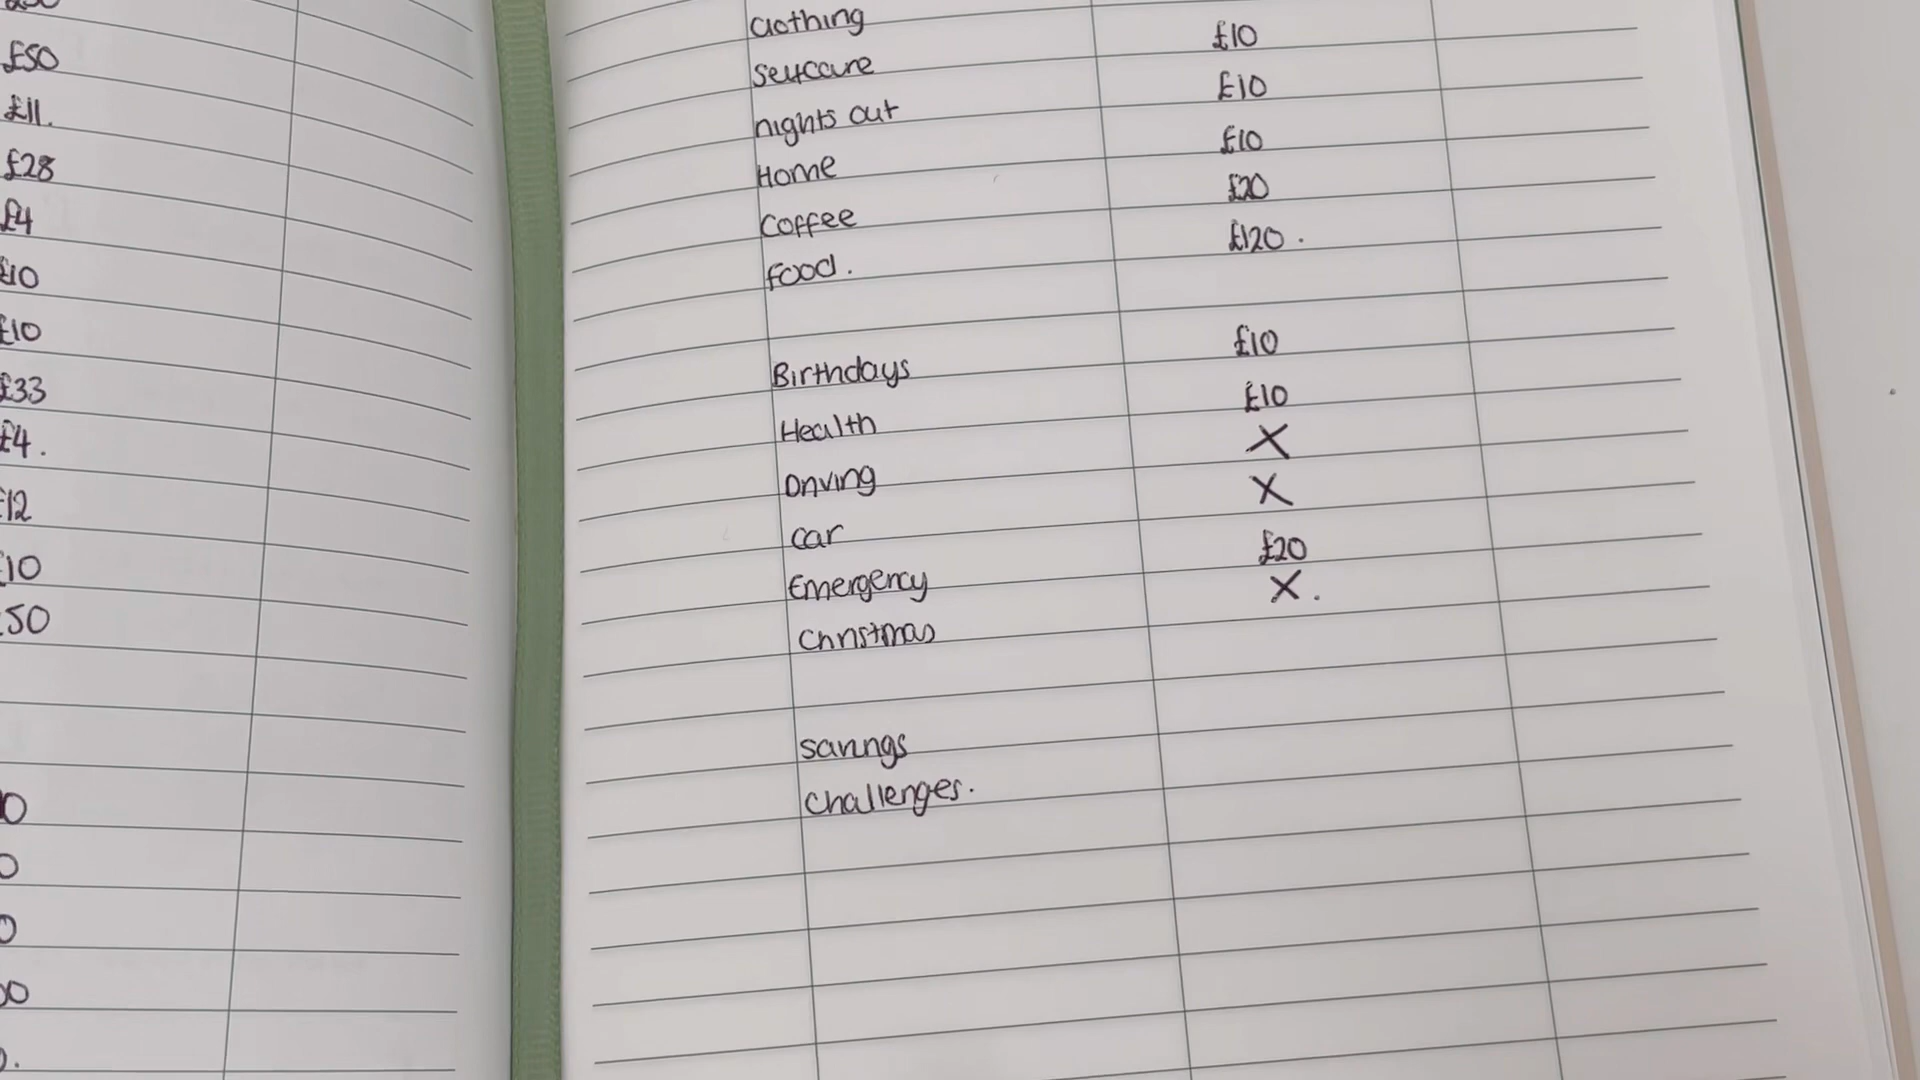 £50
£11.
£28
£4
£10
£10
£33
£4.
£12
£10
£50
clothing
selfcare £10
nights out £10
Home £10
coffee £20
food. £120.
Birthdays £10
Health £10
Driving X
car X
Emergency £20
Christmas X.
savings
challenges.